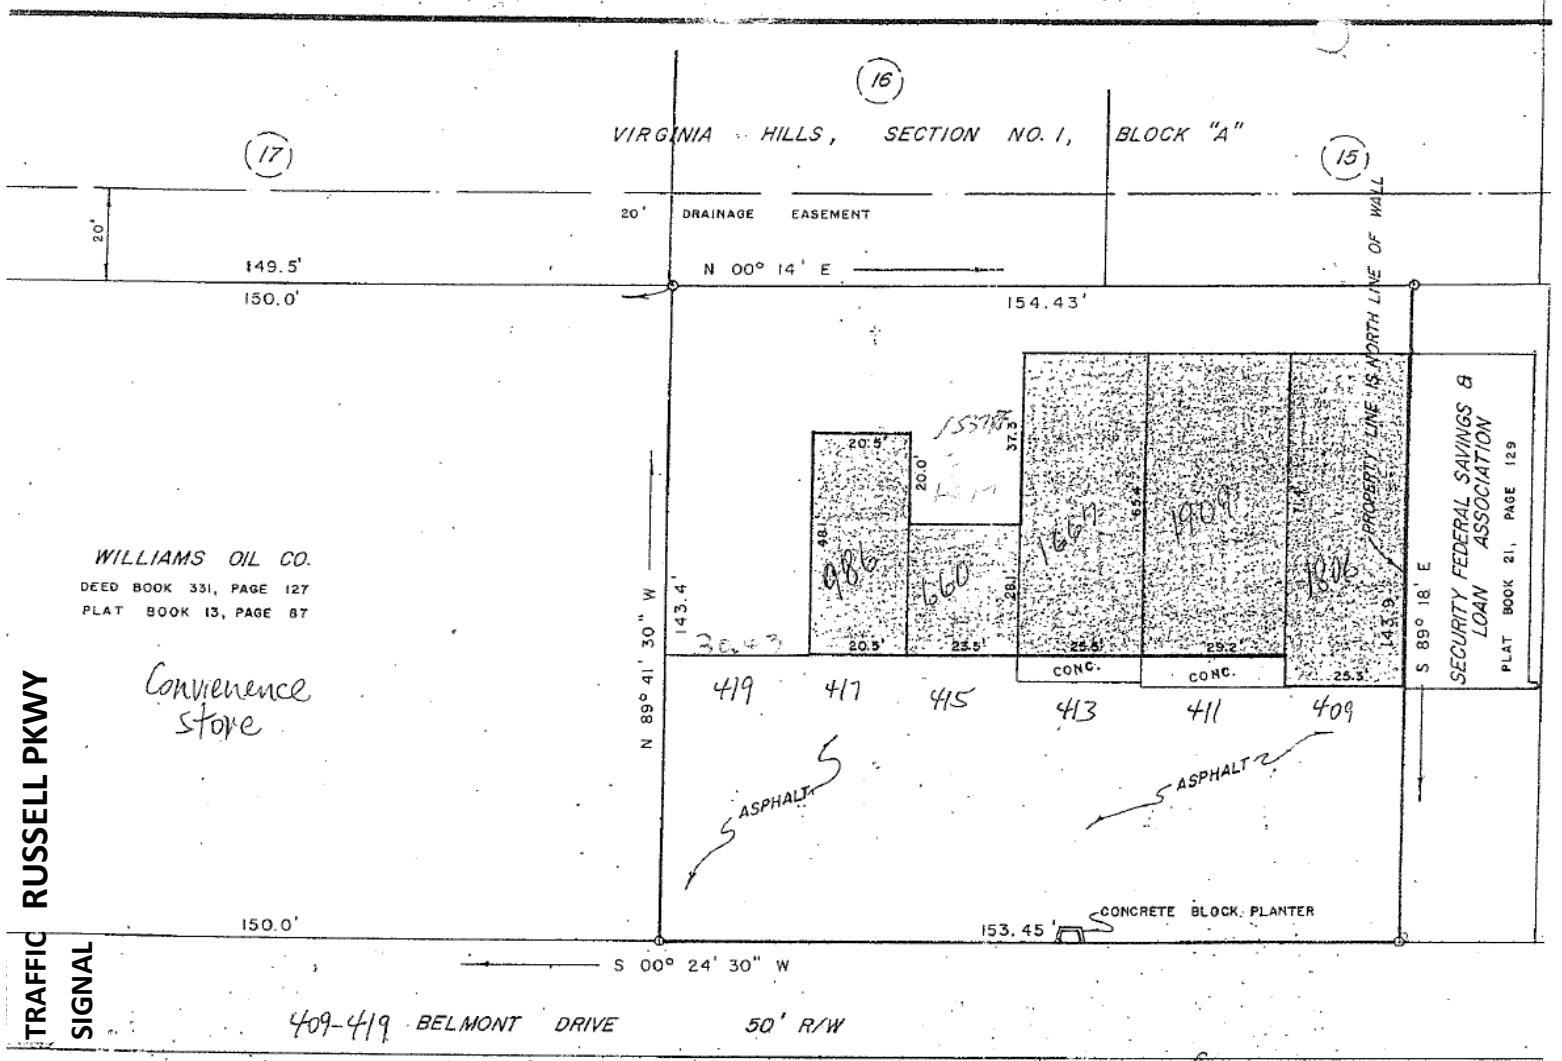 16
VIRGINIA HILLS, SECTION NO. 1, BLOCK "A"
17
15
20' DRAINAGE EASEMENT
20'
149.5'
N 00° 14' E
150.0'
154.43'
PROPERTY LINE IS NORTH LINE OF WALL
20.5'
20.0'
37.3'
48.1
28.1
65.4
71.4
986
660
1667
1909
1806
WILLIAMS OIL CO.
DEED BOOK 331, PAGE 127
PLAT BOOK 13, PAGE 87
Convienence
store
N 89° 41' 30" W
143.4'
30.43
20.5'
23.5'
25.5'
29.2'
25.3'
143.9
S 89° 18' E
SECURITY FEDERAL SAVINGS &
LOAN ASSOCIATION
PLAT BOOK 21, PAGE 129
CONC.
CONC.
419
417
415
413
411
409
ASPHALT
ASPHALT
CONCRETE BLOCK PLANTER
150.0'
153.45'
S 00° 24' 30" W
409-419 BELMONT DRIVE 50' R/W
TRAFFIC RUSSELL PKWY
SIGNAL